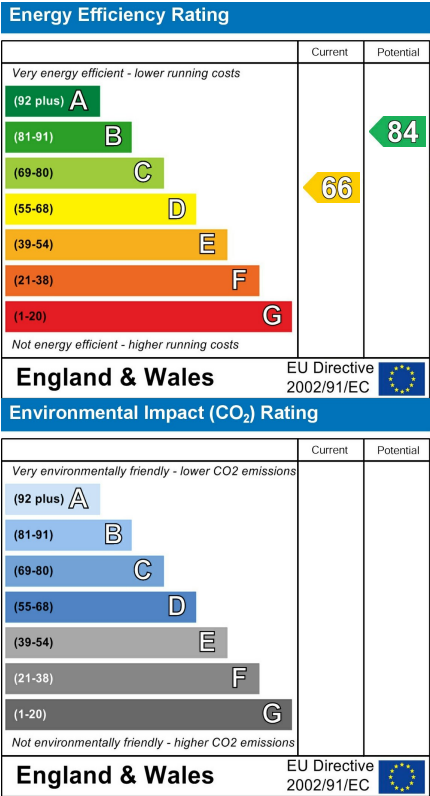 Energy Efficiency Rating
Current Potential
Very energy efficient - lower running costs
(92 plus) A
(81-91) B
84
(69-80) C
66
(55-68) D
(39-54) E
(21-38) F
(1-20) G
Not energy efficient - higher running costs
England & Wales
EU Directive
2002/91/EC
Environmental Impact (CO₂) Rating
Current Potential
Very environmentally friendly - lower CO2 emissions
(92 plus) A
(81-91) B
(69-80) C
(55-68) D
(39-54) E
(21-38) F
(1-20) G
Not environmentally friendly - higher CO2 emissions
England & Wales
EU Directive
2002/91/EC